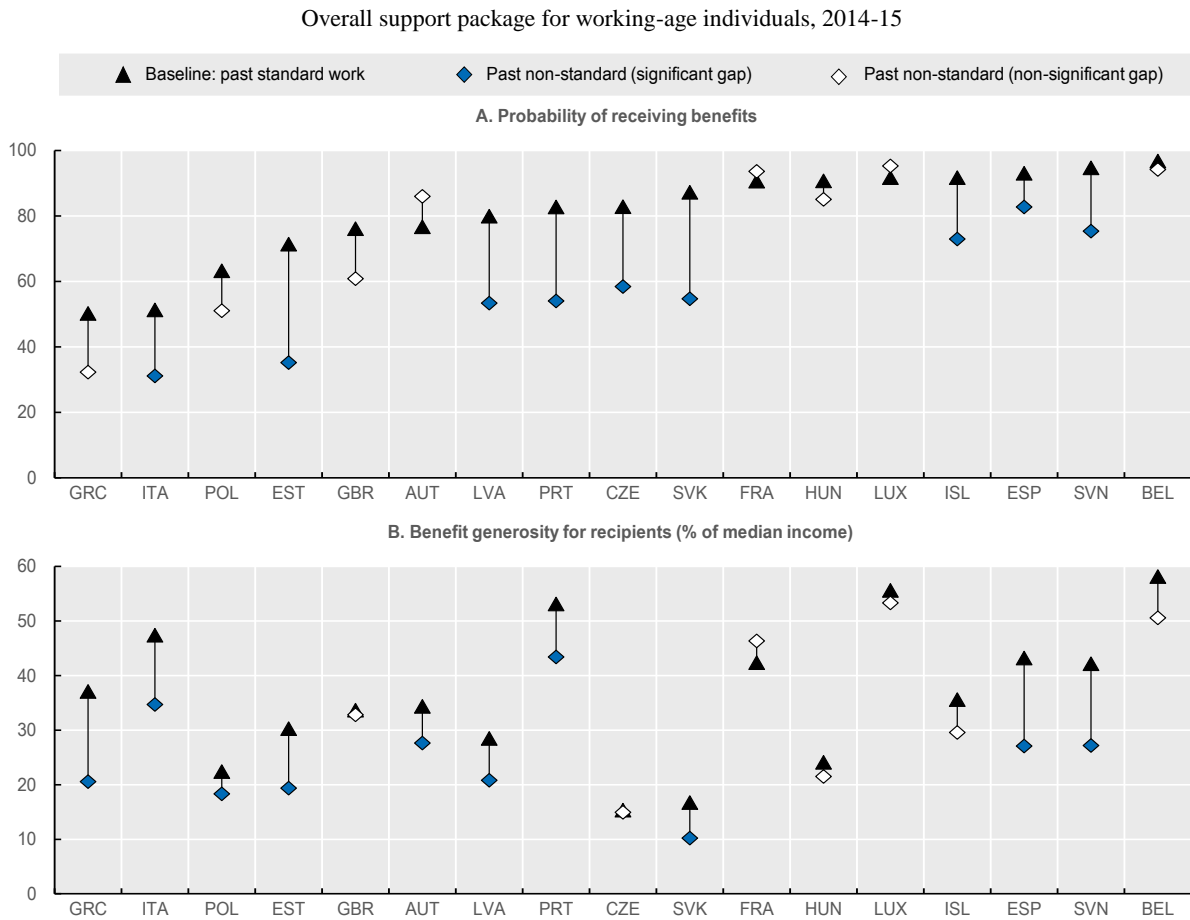 Overall support package for working-age individuals, 2014-15
Baseline: past standard work Past non-standard (significant gap) Past non-standard (non-significant gap)
A. Probability of receiving benefits
100
80
60
40
20
0
GRC ITA POL EST GBR AUT LVA PRT CZE SVK FRA HUN LUX ISL ESP SVN BEL
B. Benefit generosity for recipients (% of median income)
60
50
40
30
20
10
0
GRC ITA POL EST GBR AUT LVA PRT CZE SVK FRA HUN LUX ISL ESP SVN BEL